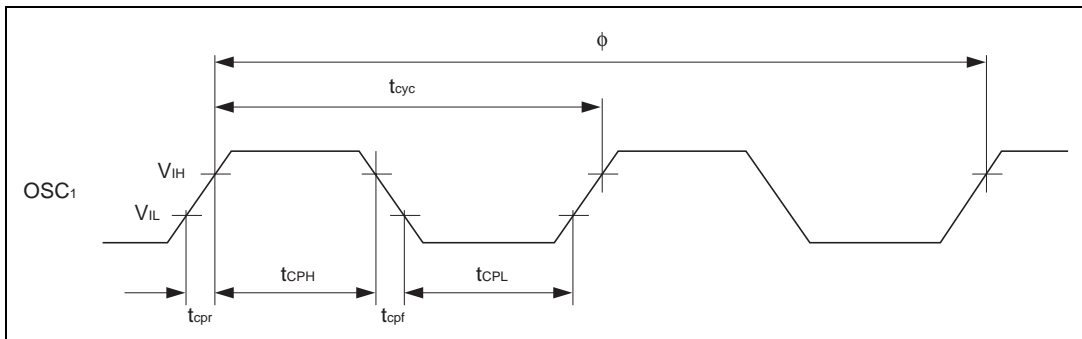 ϕ
tcyc
VIH
OSC1
VIL
tCPH
tCPL
tcpr
tcpf